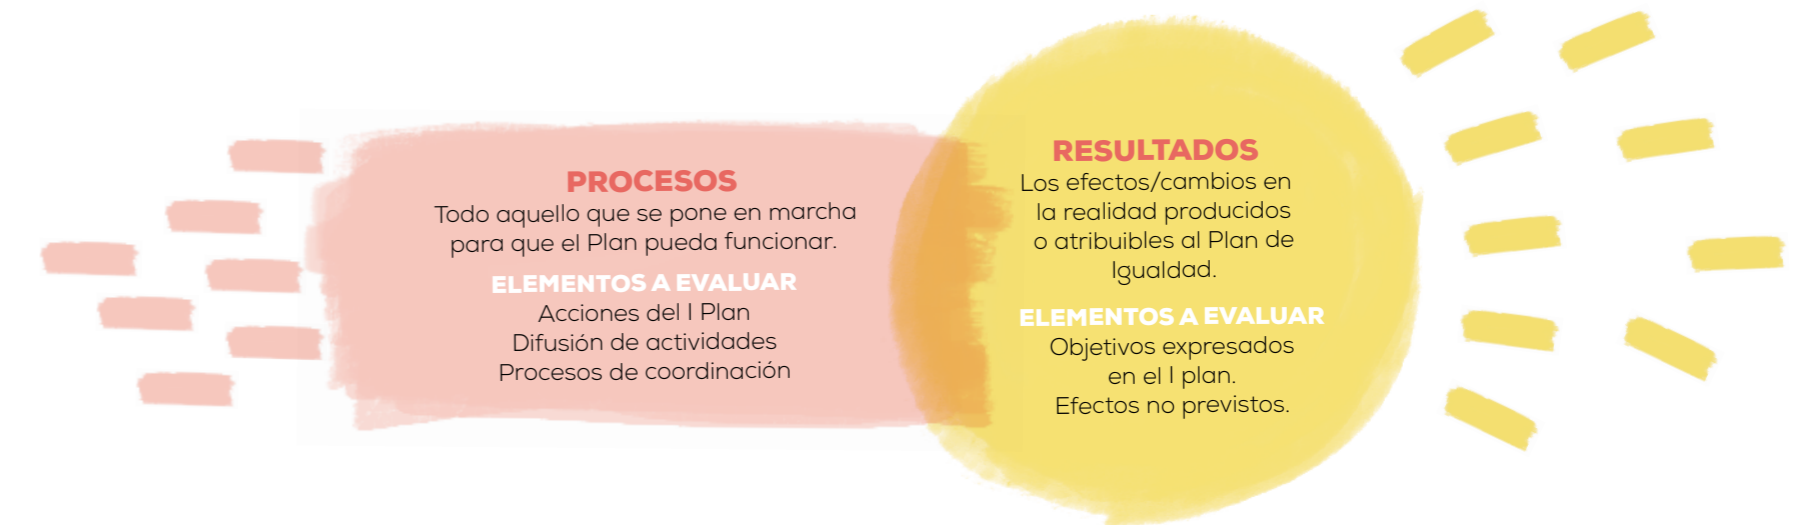 PROCESOS
Todo aquello que se pone en marcha
para que el Plan pueda funcionar.
ELEMENTOS A EVALUAR
Acciones del I Plan
Difusión de actividades
Procesos de coordinación
RESULTADOS
Los efectos/cambios en
la realidad producidos
o atribuibles al Plan de
Igualdad.
ELEMENTOS A EVALUAR
Objetivos expresados
en el I plan.
Efectos no previstos.